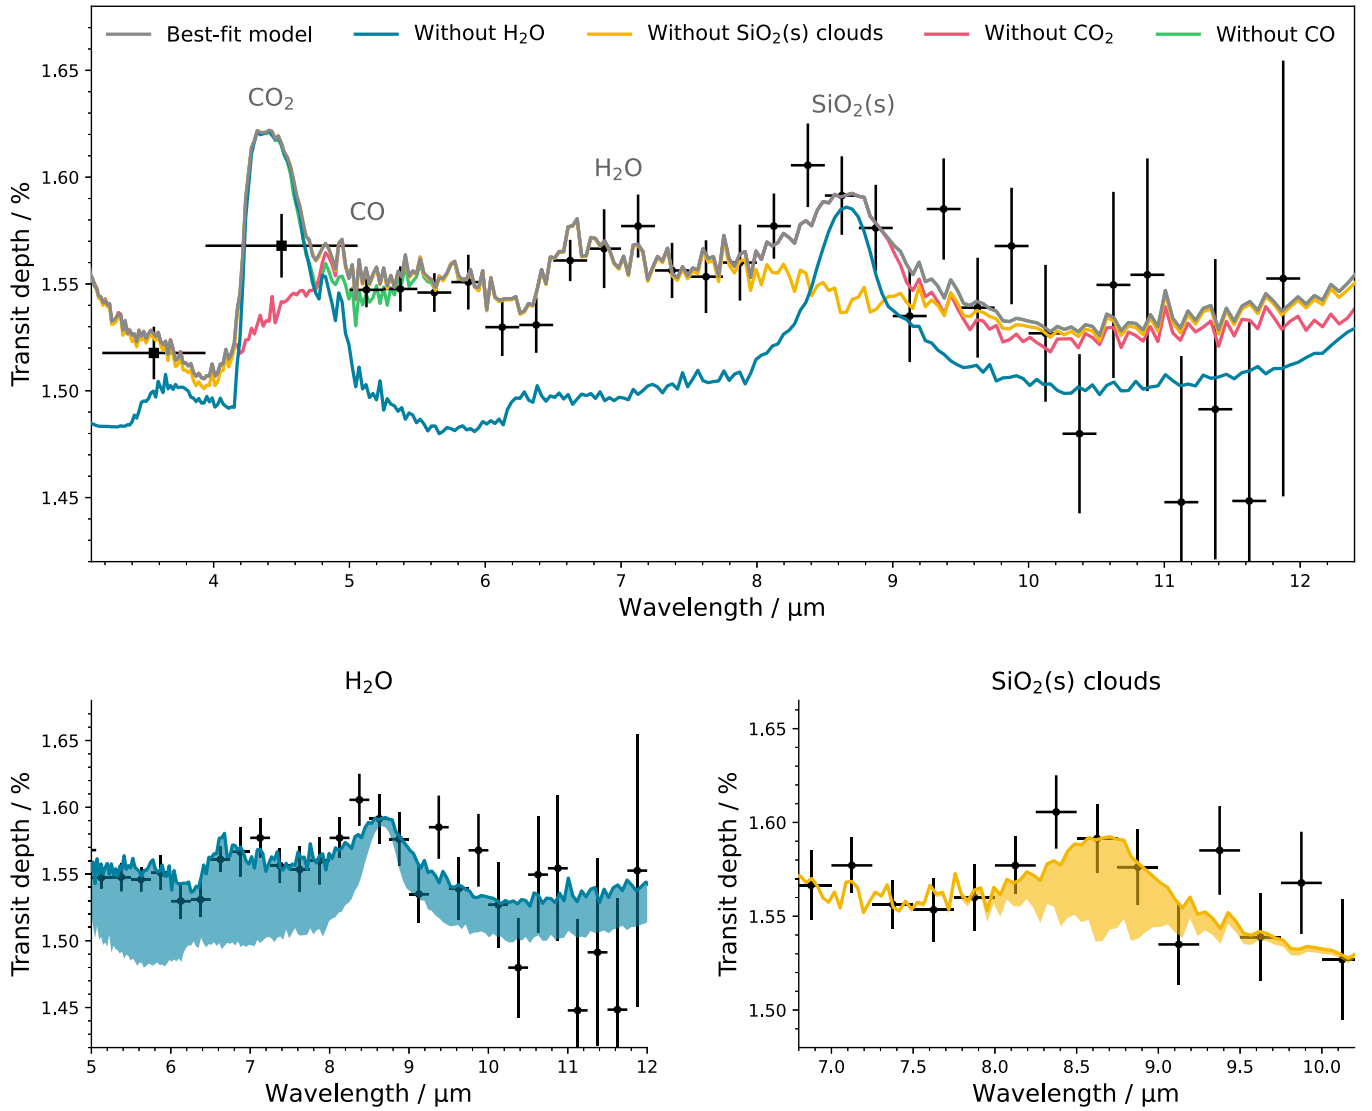 Best-fit model Without H₂O Without SiO₂(s) clouds Without CO₂ Without CO
CO₂
CO
H₂O
SiO₂(s)
Transit depth / %
1.65
1.60
1.55
1.50
1.45
4 5 6 7 8 9 10 11 12
Wavelength / μm
H₂O
Transit depth / %
1.65
1.60
1.55
1.50
1.45
5 6 7 8 9 10 11 12
Wavelength / μm
SiO₂(s) clouds
Transit depth / %
1.65
1.60
1.55
1.50
7.0 7.5 8.0 8.5 9.0 9.5 10.0
Wavelength / μm